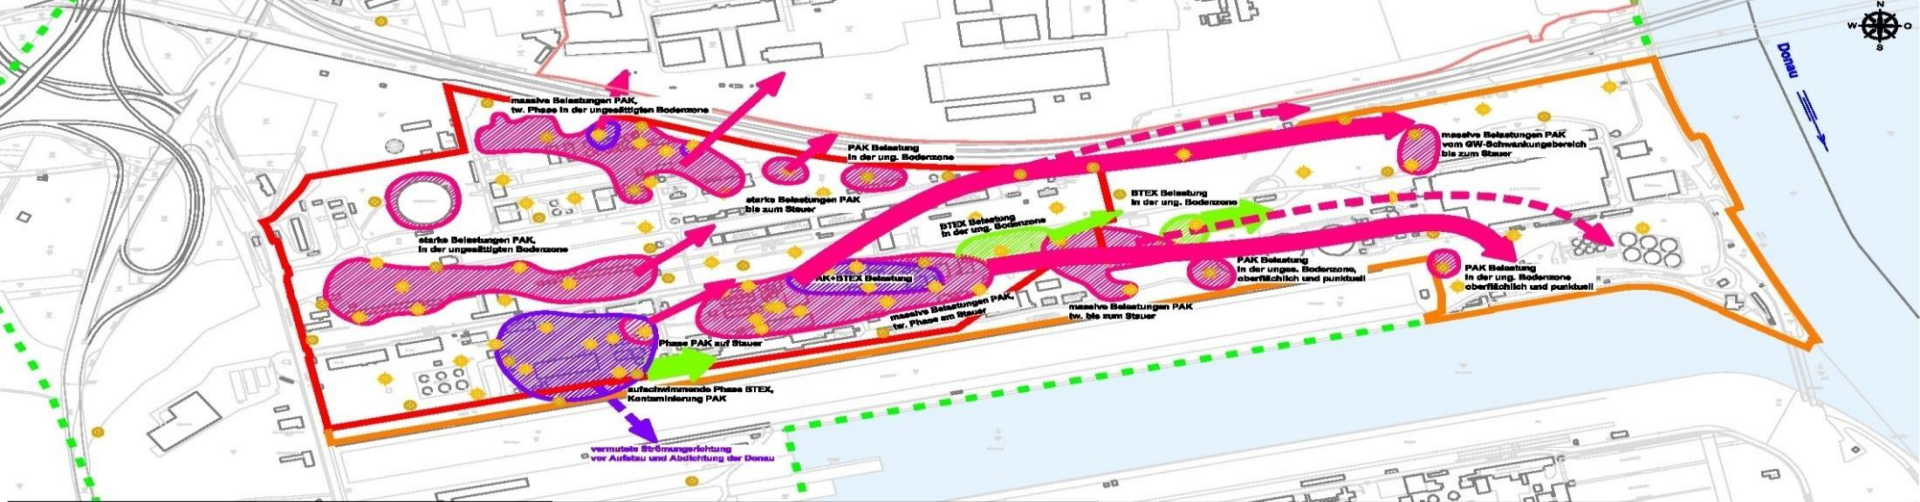 N
W
O
S
Donau
massive Belastungen PAK,
tw. Phase in der ungesättigten Bodenzone
PAK Belastung
in der ung. Bodenzone
massive Belastungen PAK
vom GW-Schwankungsbereich
bis zum Stauer
starke Belastungen PAK
bis zum Stauer
BTEX Belastung
in der ung. Bodenzone
BTEX Belastung
in der ung. Bodenzone
starke Belastungen PAK,
in der ungesättigten Bodenzone
AK+BTEX Belastung
PAK Belastung
in der unges. Bodenzone,
oberflächlich und punktuell
PAK Belastung
in der ung. Bodenzone
oberflächlich und punktuell
massive Belastungen PAK,
tw. Phase am Stauer
massive Belastungen PAK
tw. bis zum Stauer
Phase PAK auf Stauer
aufschwimmende Phase BTEX,
Kontaminierung PAK
vermutete Strömungsrichtung
vor Aufstau und Abdichtung der Donau